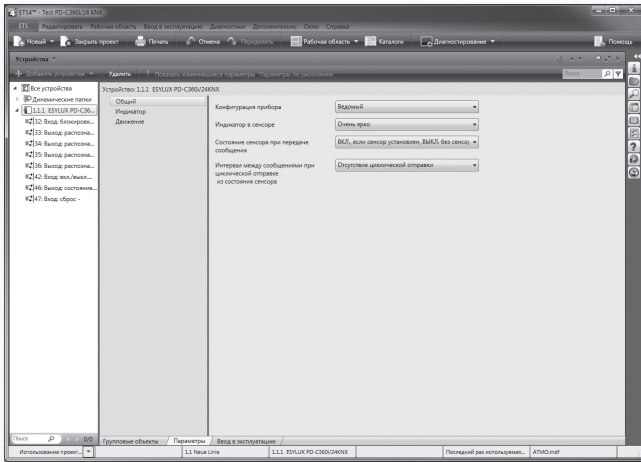 ETS4™ - Test PD-C360i/24 KNX
ETS Редактировать Рабочая область Ввод в эксплуатацию Диагностики Дополнительно Окно Справка
Новый Закрыть проект Печать Отмена Переделать Рабочая область Каталоги Диагностирование Помощь
Устройства
Добавить устройства Удалить Показать изменившиеся параметры Параметры по умолчанию Поиск
Все устройства
Динамические папки
1.1.1 ESYLUX PD-C36...
32: Вход: блокировк...
33: Выход: распозна...
34: Выход: распозна...
35: Выход: распозна...
36: Выход: распозна...
42: Вход: вкл./выкл....
46: Выход: состояние...
47: Вход: сброс -
Устройство: 1.1.1 ESYLUX PD-C360i/24KNX
Общий
Индикатор
Движение
Конфигурация прибора Ведомый
Индикатор в сенсоре Очень ярко
Состояние сенсора при передаче ВКЛ., если сенсор установлен, ВЫКЛ. без сенсо
сообщения
Интервал между сообщениями при Отсутствие циклической отправки
циклической отправке
из состояния сенсора
Поиск 0/0
Групповые объекты Параметры Ввод в эксплуатацию
Использование проект... 1.1 Neue Linie 1.1.1 ESYLUX PD-C360i/24KNX Последний раз используемая... ATMO.mdf